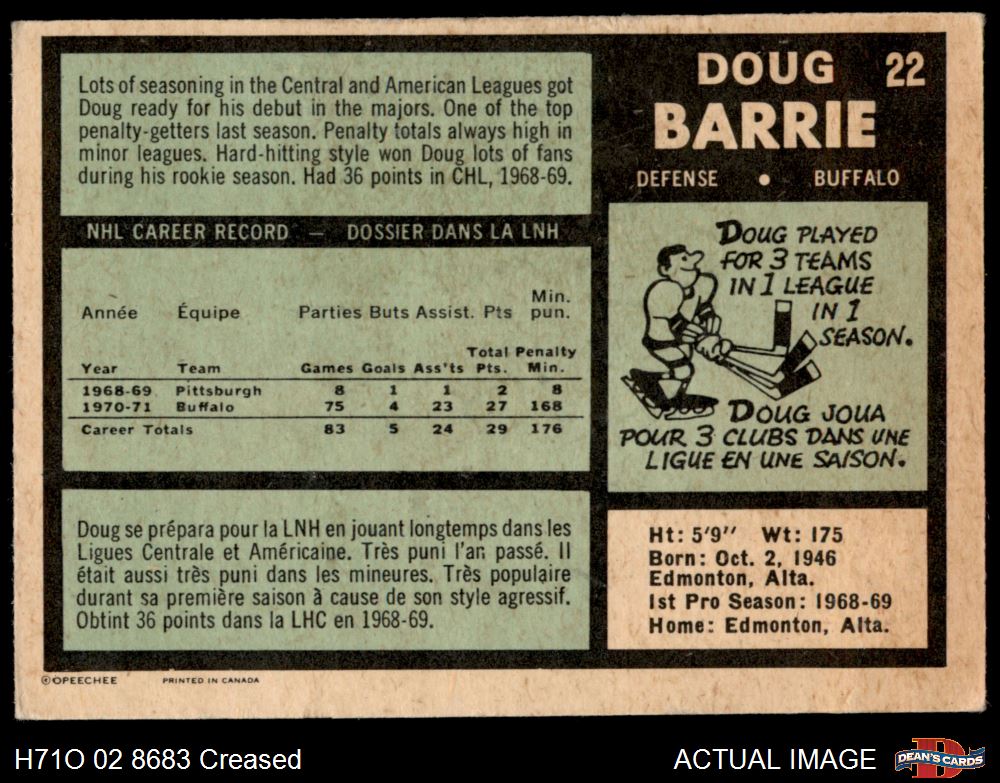 Lots of seasoning in the Central and American Leagues got
Doug ready for his debut in the majors. One of the top
penalty-getters last season. Penalty totals always high in
minor leagues. Hard-hitting style won Doug lots of fans
during his rookie season. Had 36 points in CHL, 1968-69.
DOUG 22
BARRIE
DEFENSE • BUFFALO
NHL CAREER RECORD — DOSSIER DANS LA LNH
Min.
Année Équipe Parties Buts Assist. Pts pun.
Total Penalty
Year Team Games Goals Ass'ts Pts. Min.
1968-69 Pittsburgh 8 1 1 2 8
1970-71 Buffalo 75 4 23 27 168
Career Totals 83 5 24 29 176
DOUG PLAYED
FOR 3 TEAMS
IN 1 LEAGUE
IN 1
SEASON.
DOUG JOUA
POUR 3 CLUBS DANS UNE
LIGUE EN UNE SAISON.
Doug se prépara pour la LNH en jouant longtemps dans les
Ligues Centrale et Américaine. Très puni l'an passé. Il
était aussi très puni dans les mineures. Très populaire
durant sa première saison à cause de son style agressif.
Obtint 36 points dans la LHC en 1968-69.
Ht: 5'9" Wt: 175
Born: Oct. 2, 1946
Edmonton, Alta.
1st Pro Season: 1968-69
Home: Edmonton, Alta.
©OPEECHEE PRINTED IN CANADA
H71O 02 8683 Creased ACTUAL IMAGE
D
DEAN'S CARDS